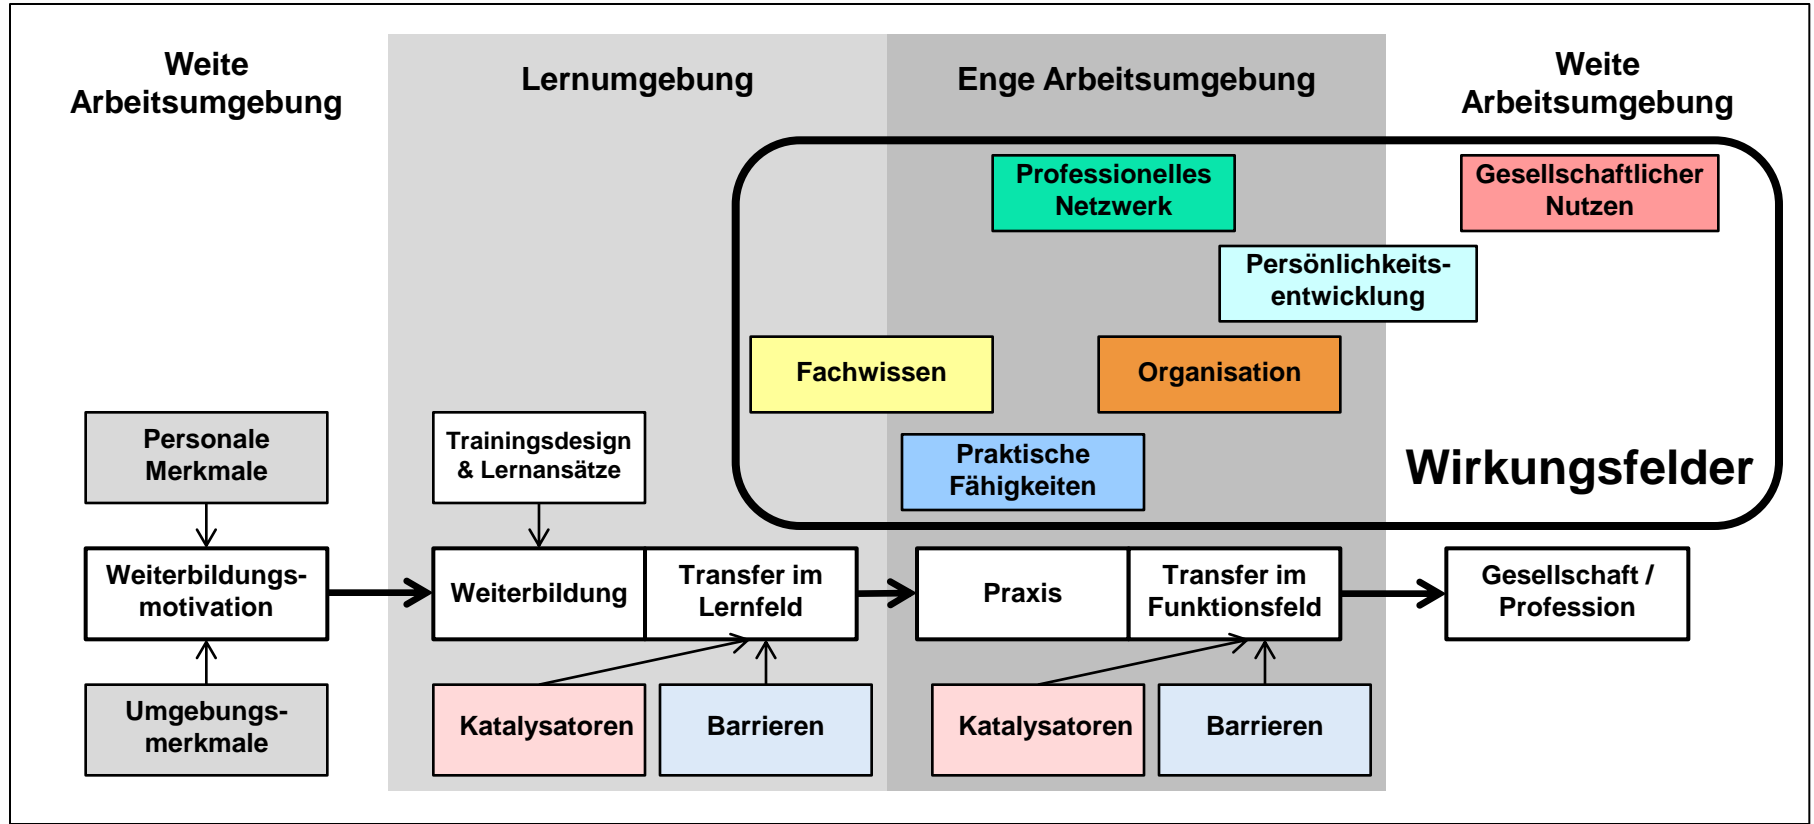 Weite
Arbeitsumgebung
Lernumgebung
Enge Arbeitsumgebung
Weite
Arbeitsumgebung
Professionelles
Netzwerk
Gesellschaftlicher
Nutzen
Persönlichkeits-
entwicklung
Fachwissen
Organisation
Praktische
Fähigkeiten
Wirkungsfelder
Personale
Merkmale
Trainingsdesign
& Lernansätze
Weiterbildungs-
motivation
Weiterbildung
Transfer im
Lernfeld
Praxis
Transfer im
Funktionsfeld
Gesellschaft /
Profession
Umgebungs-
merkmale
Katalysatoren
Barrieren
Katalysatoren
Barrieren